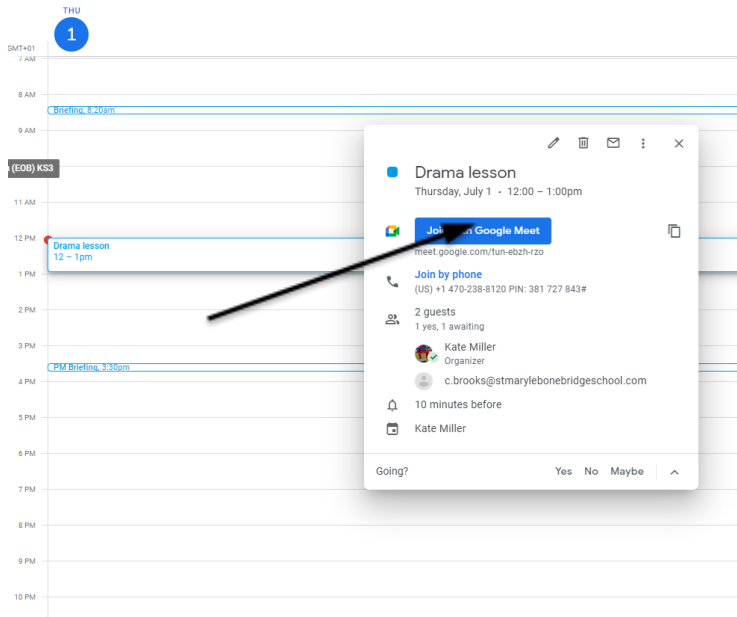 THU
1
GMT+01
7 AM
8 AM
Briefing, 8:20am
9 AM
(EOB) KS3
11 AM
12 PM
Drama lesson
12 – 1pm
1 PM
2 PM
3 PM
PM Briefing, 3:30pm
4 PM
5 PM
6 PM
7 PM
8 PM
9 PM
10 PM
Drama lesson
Thursday, July 1 · 12:00 – 1:00pm
Google Meet
meet.google.com/tun-ebzh-rzo
Join by phone
(US) +1 470-238-8120 PIN: 381 727 843#
2 guests
1 yes, 1 awaiting
Kate Miller
Organizer
c.brooks@stmarylebonebridgeschool.com
10 minutes before
Kate Miller
Going?
Yes No Maybe